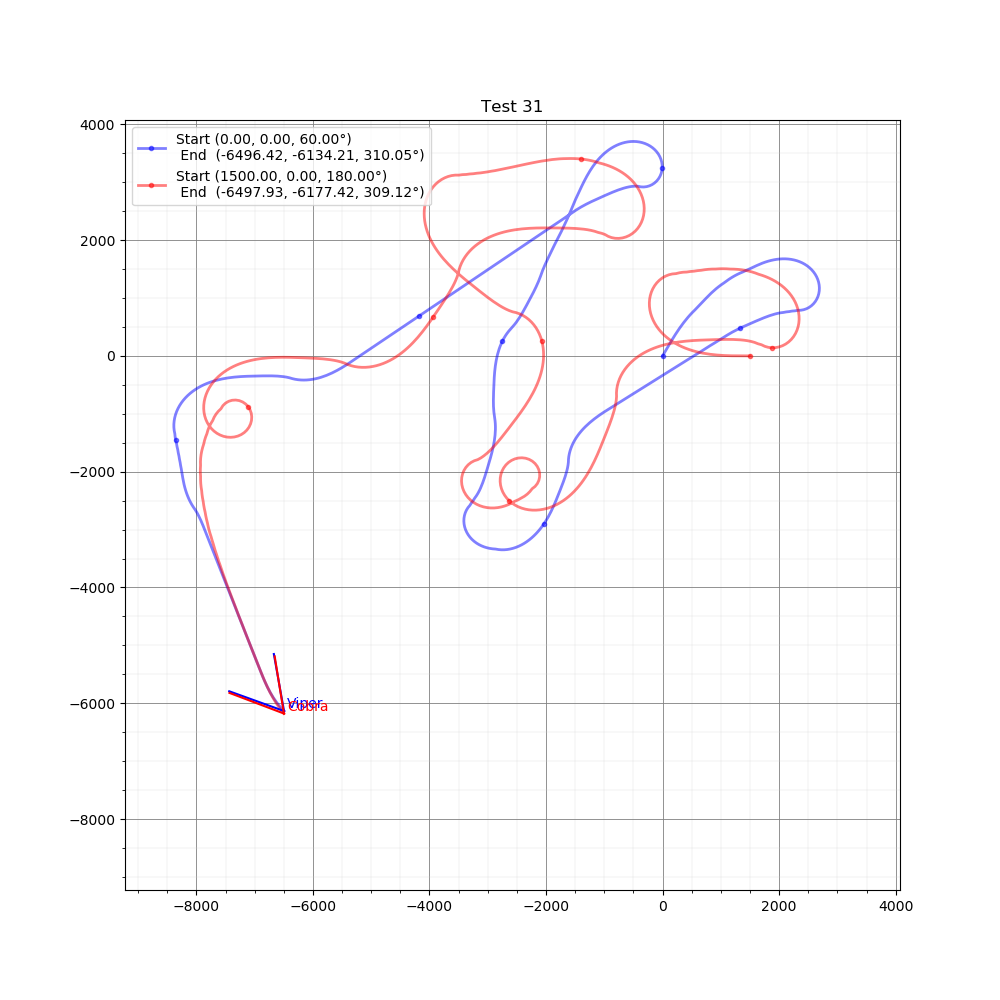 Test 31
Start (0.00, 0.00, 60.00°)
End (-6496.42, -6134.21, 310.05°)
Start (1500.00, 0.00, 180.00°)
End (-6497.93, -6177.42, 309.12°)
4000
2000
0
−2000
−4000
−6000
−8000
Viper
Cobra
−8000 −6000 −4000 −2000 0 2000 4000